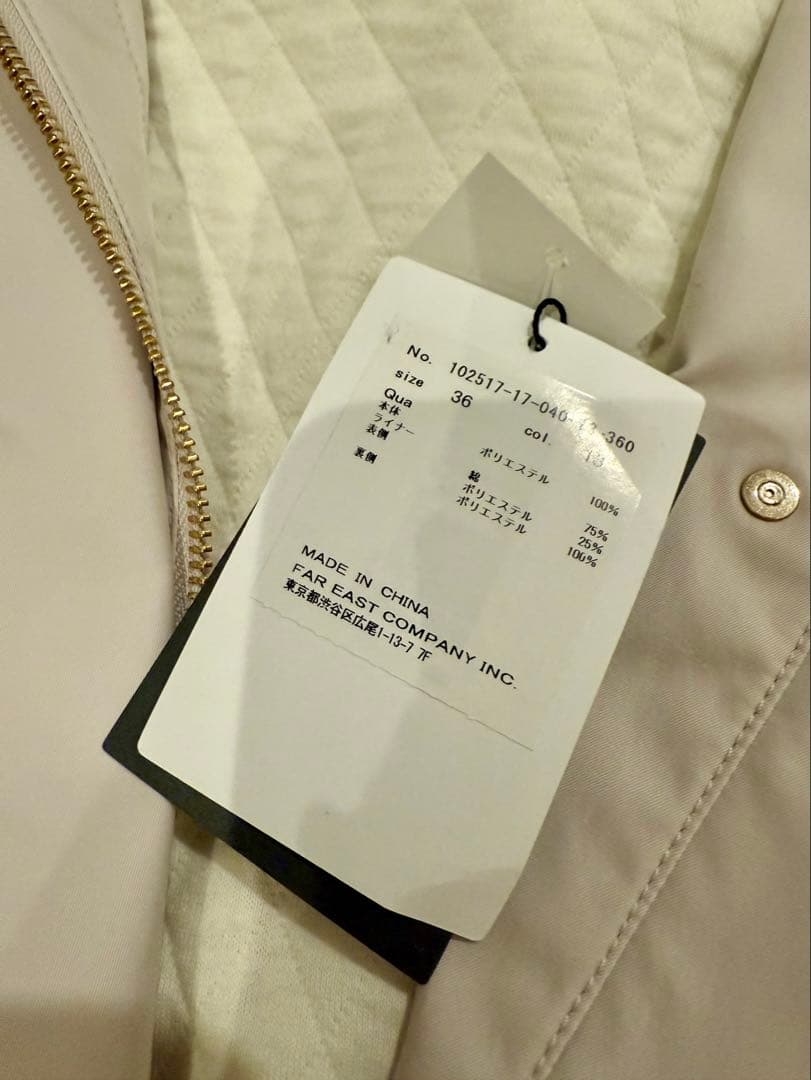 No. 102517-17-040-13-360
size 36 col. 13
Qua
本体 ポリエステル 100%
ライナー
表側 綿 75%
ポリエステル 25%
裏側 ポリエステル 100%
MADE IN CHINA
FAR EAST COMPANY INC.
東京都渋谷区広尾1-13-7 7F